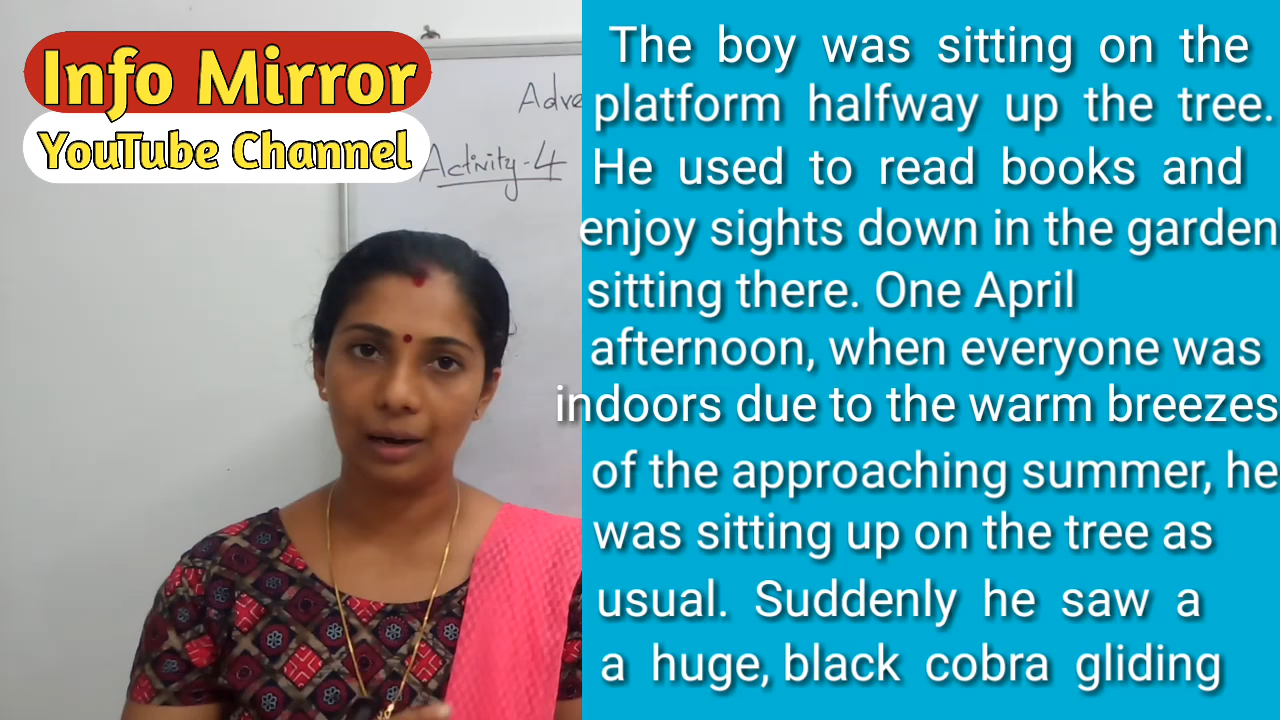 Info Mirror
YouTube Channel
Adve
Activity-4
The boy was sitting on the
platform halfway up the tree.
He used to read books and
enjoy sights down in the garden
sitting there. One April
afternoon, when everyone was
indoors due to the warm breezes
of the approaching summer, he
was sitting up on the tree as
usual. Suddenly he saw a
a huge, black cobra gliding